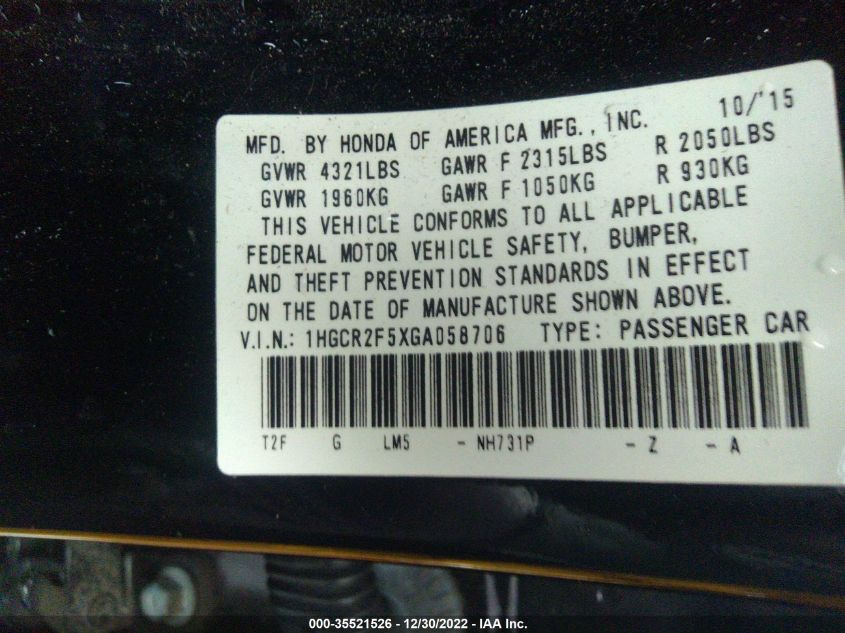 MFD. BY HONDA OF AMERICA MFG., INC. 10/'15
GVWR 4321LBS GAWR F 2315LBS R 2050LBS
GVWR 1960KG GAWR F 1050KG R 930KG
THIS VEHICLE CONFORMS TO ALL APPLICABLE
FEDERAL MOTOR VEHICLE SAFETY, BUMPER,
AND THEFT PREVENTION STANDARDS IN EFFECT
ON THE DATE OF MANUFACTURE SHOWN ABOVE.
V.I.N.: 1HGCR2F5XGA058706 TYPE: PASSENGER CAR
T2F G LM5 - NH731P - Z - A
000-35521526 - 12/30/2022 - IAA Inc.